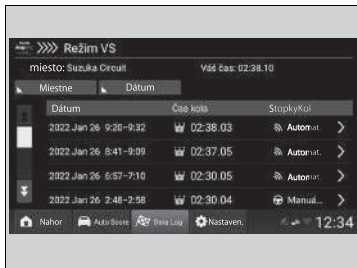 Režim VS
miesto: Suzuka Circuit Váš čas: 02:38.10
Miestne Dátum
Dátum Čas kola StopkyKol
2022 Jan 26 9:20-9:32 02:38.03 Automat.
2022 Jan 26 8:41-9:09 02:37.05 Automat.
2022 Jan 26 6:57-7:10 02:30.05 Automat.
2022 Jan 26 2:48-2:58 02:30.04 Manuá...
Nahor Auto Score Data Log Nastaven. 12:34